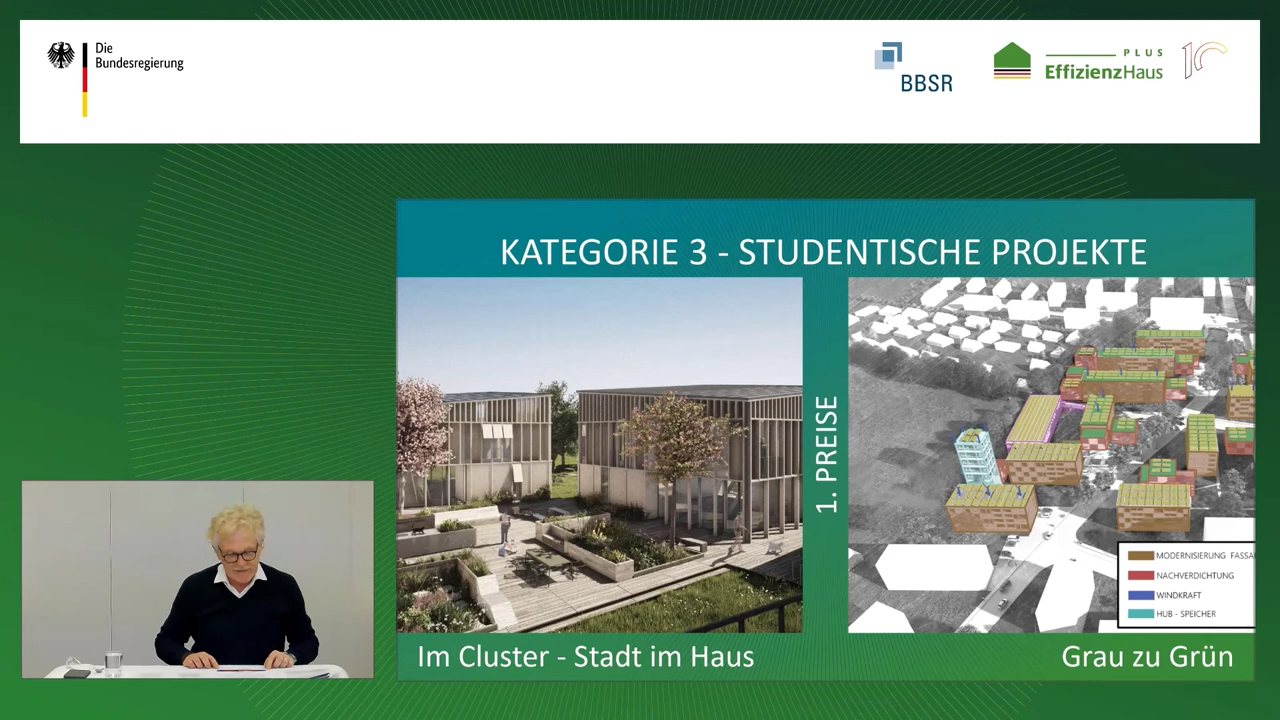 Die
Bundesregierung
BBSR
PLUS
EffizienzHaus
10
KATEGORIE 3 - STUDENTISCHE PROJEKTE
1. PREISE
MODERNISIERUNG FASSA
NACHVERDICHTUNG
WINDKRAFT
HUB - SPEICHER
Im Cluster - Stadt im Haus
Grau zu Grün